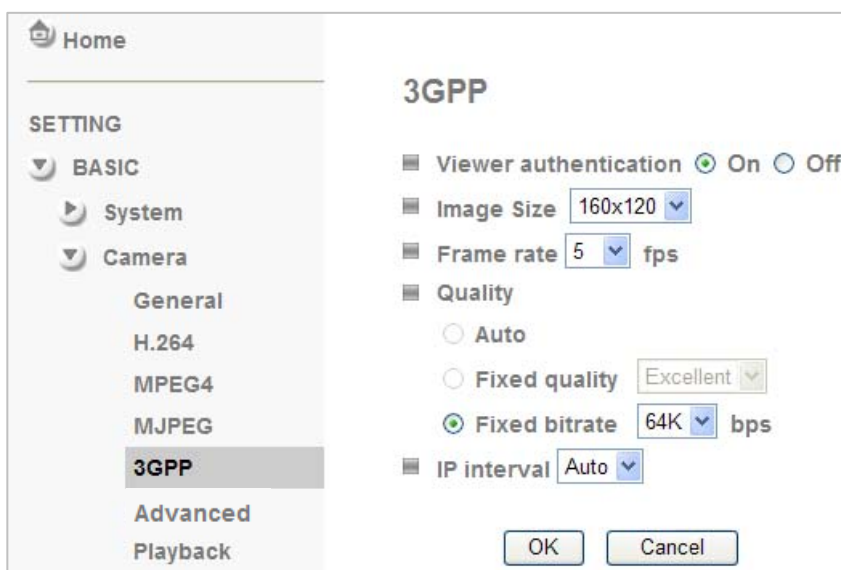 Home
SETTING
BASIC
System
Camera
General
H.264
MPEG4
MJPEG
3GPP
Advanced
Playback
3GPP
Viewer authentication On Off
Image Size 160x120
Frame rate 5 fps
Quality
Auto
Fixed quality Excellent
Fixed bitrate 64K bps
IP interval Auto
OK Cancel